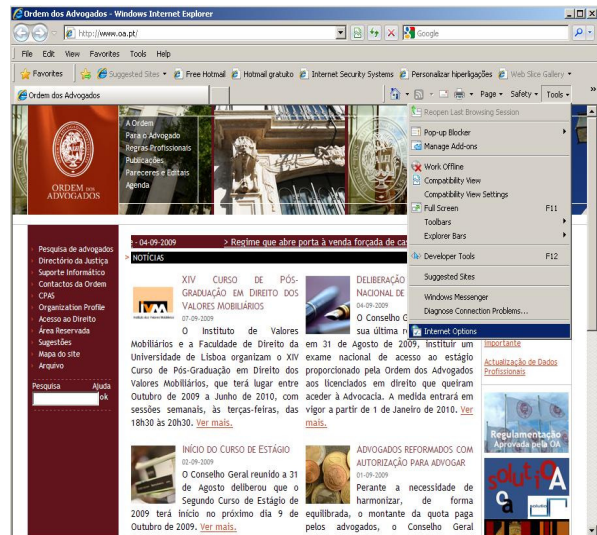 Ordem dos Advogados - Windows Internet Explorer
http://www.oa.pt/
Google
File Edit View Favorites Tools Help
Favorites Suggested Sites Free Hotmail Hotmail gratuito Internet Security Systems Personalizar hiperligações Web Slice Gallery
Ordem dos Advogados
Page Safety Tools »
Reopen Last Browsing Session
Pop-up Blocker
Manage Add-ons
Work Offline
Compatibility View
Compatibility View Settings
Full Screen F11
Toolbars
Explorer Bars
Developer Tools F12
Suggested Sites
Windows Messenger
Diagnose Connection Problems...
Internet Options
ORDEM DOS
ADVOGADOS
A Ordem
Para o Advogado
Regras Profissionais
Publicações
Pareceres e Editais
Agenda
Pesquisa de advogados
Directório da Justiça
Suporte Informático
Contactos da Ordem
CPAS
Organization Profile
Acesso ao Direito
Área Reservada
Sugestões
Mapa do site
Arquivo
Pesquisa Ajuda
ok
- 04-09-2009 > Regime que abre porta à venda forçada de ca
> NOTÍCIAS
XIV CURSO DE PÓS-
GRADUAÇÃO EM DIREITO DOS
VALORES MOBILIÁRIOS
07-09-2009
O Instituto de Valores
Mobiliários e a Faculdade de Direito da
Universidade de Lisboa organizam o XIV
Curso de Pós-Graduação em Direito dos
Valores Mobiliários, que terá lugar entre
Outubro de 2009 a Junho de 2010, com
sessões semanais, às terças-feiras, das
18h30 às 20h30. Ver mais.
DELIBERAÇÃO
NACIONAL DE
04-09-2009
O Conselho G
sua última r
em 31 de Agosto de 2009, instituir um
exame nacional de acesso ao estágio
proporcionado pela Ordem dos Advogados
aos licenciados em direito que queiram
aceder à Advocacia. A medida entrará em
vigor a partir de 1 de Janeiro de 2010. Ver
mais.
INÍCIO DO CURSO DE ESTÁGIO
02-09-2009
O Conselho Geral reunido a 31
de Agosto deliberou que o
Segundo Curso de Estágio de
2009 terá início no próximo dia 9 de
Outubro de 2009. Ver mais.
ADVOGADOS REFORMADOS COM
AUTORIZAÇÃO PARA ADVOGAR
01-09-2009
Perante a necessidade de
harmonizar, de forma
equilibrada, o montante da quota paga
pelos advogados, o Conselho Geral
Importante
Actualização de Dados
Profissionais
Regulamentação
Aprovada pela OA
solutiOA